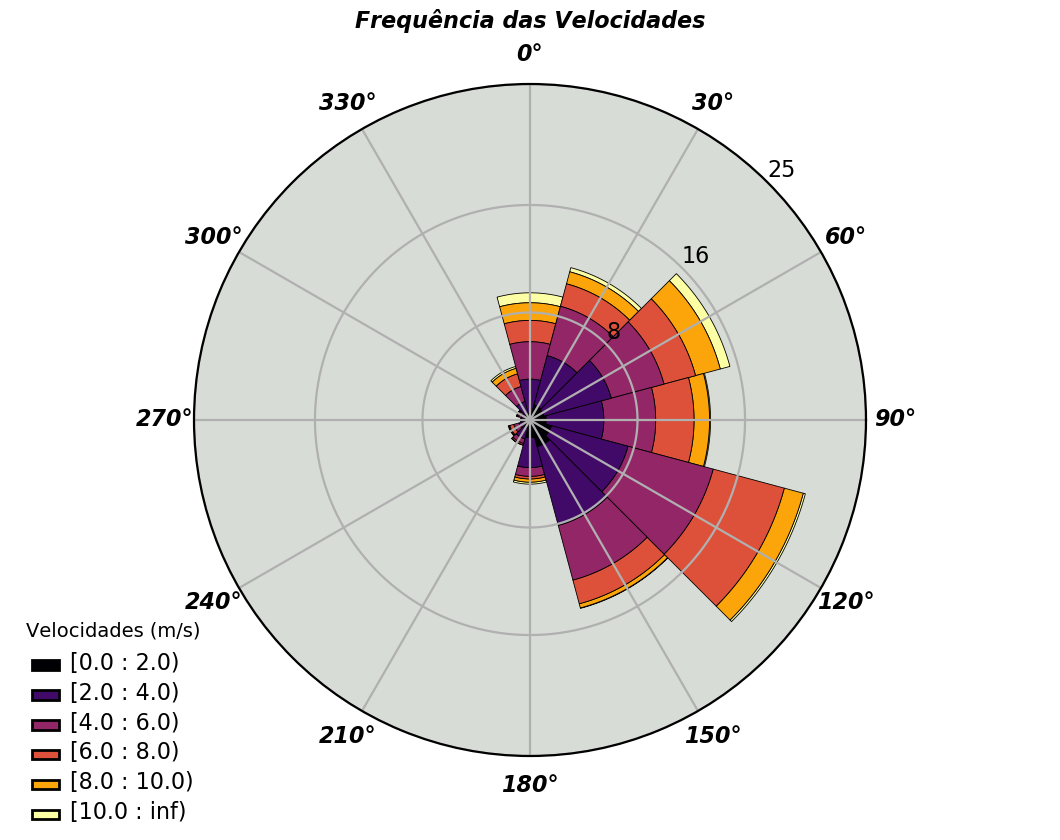 Frequência das Velocidades
0°
330°
30°
25
300°
60°
16
8
270°
90°
240°
120°
210°
150°
180°
Velocidades (m/s)
[0.0 : 2.0)
[2.0 : 4.0)
[4.0 : 6.0)
[6.0 : 8.0)
[8.0 : 10.0)
[10.0 : inf)